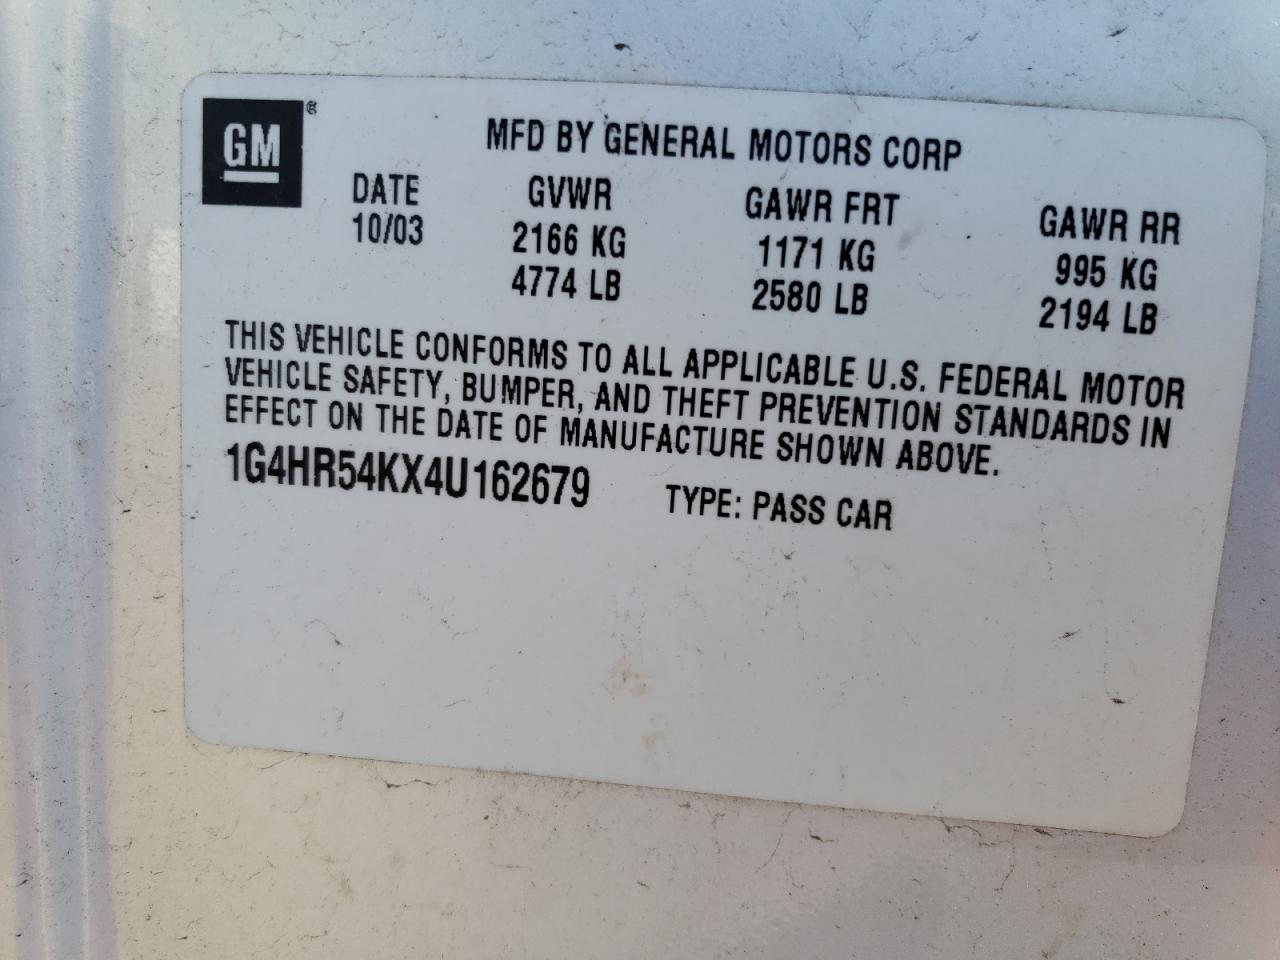 GM ®
MFD BY GENERAL MOTORS CORP
DATE GVWR GAWR FRT GAWR RR
10/03 2166 KG 1171 KG 995 KG
4774 LB 2580 LB 2194 LB
THIS VEHICLE CONFORMS TO ALL APPLICABLE U.S. FEDERAL MOTOR
VEHICLE SAFETY, BUMPER, AND THEFT PREVENTION STANDARDS IN
EFFECT ON THE DATE OF MANUFACTURE SHOWN ABOVE.
1G4HR54KX4U162679 TYPE: PASS CAR